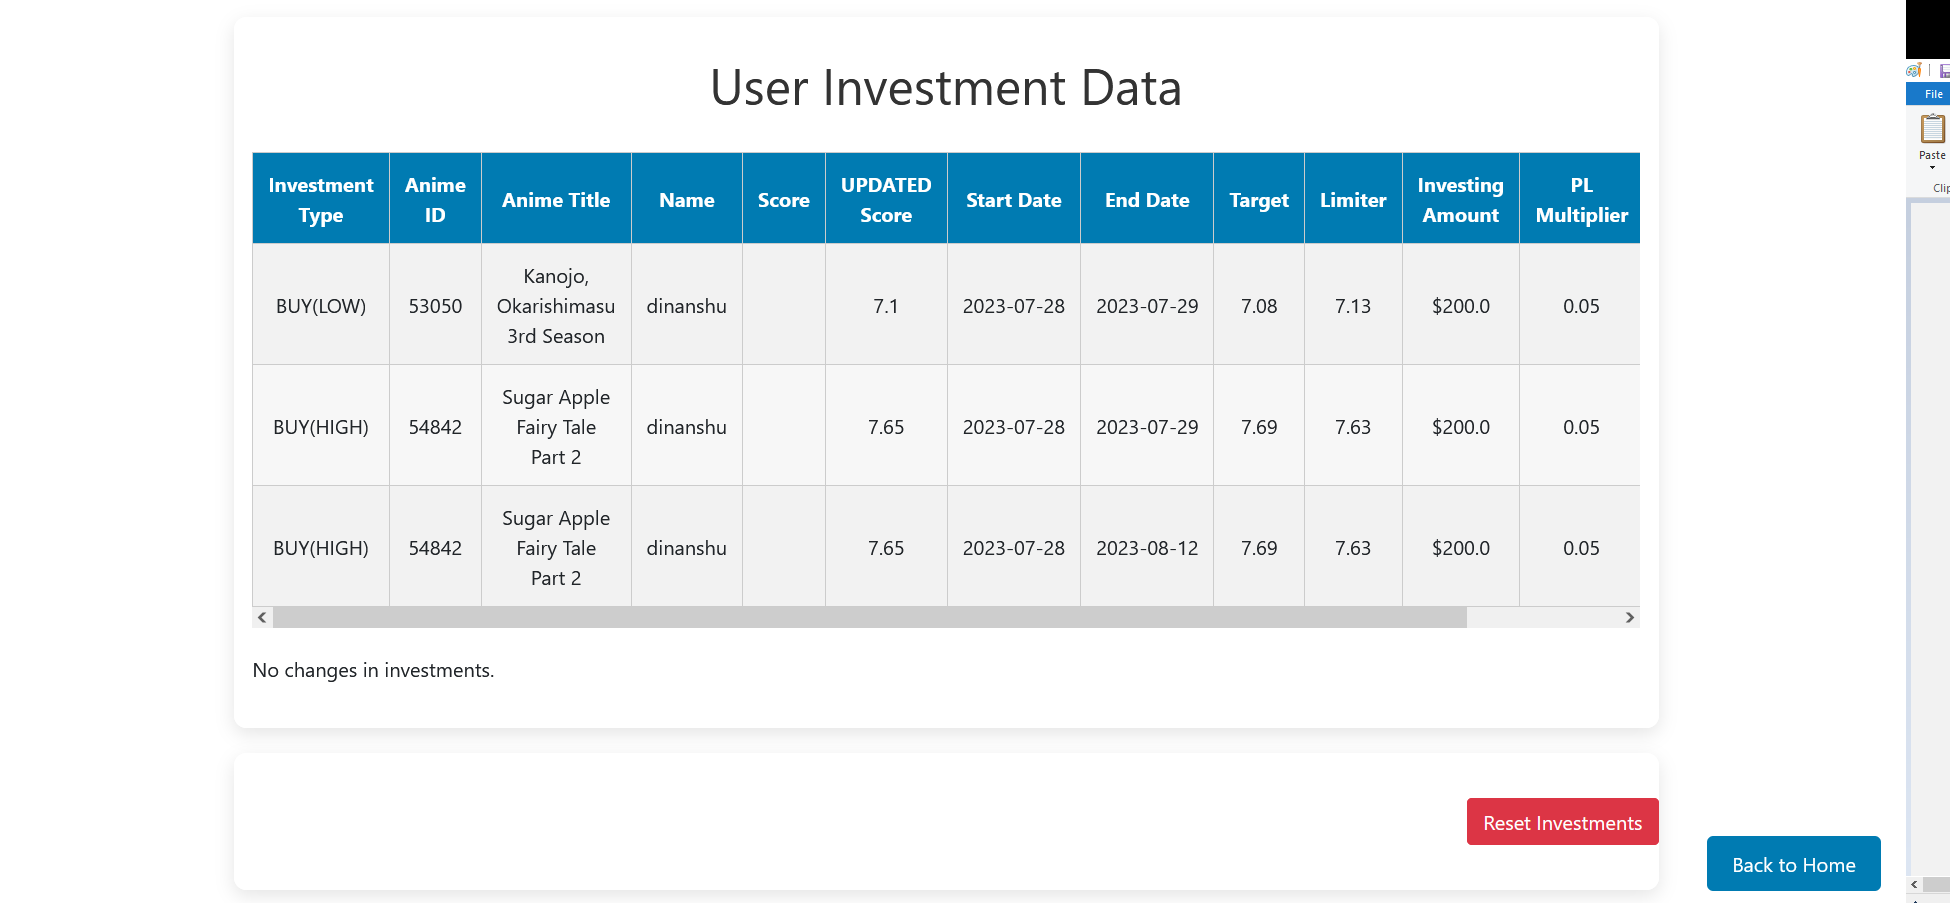 User Investment Data
Investment Type Anime ID Anime Title Name Score UPDATED Score Start Date End Date Target Limiter Investing Amount PL Multiplier
BUY(LOW) 53050 Kanojo, Okarishimasu 3rd Season dinanshu 7.1 2023-07-28 2023-07-29 7.08 7.13 $200.0 0.05
BUY(HIGH) 54842 Sugar Apple Fairy Tale Part 2 dinanshu 7.65 2023-07-28 2023-07-29 7.69 7.63 $200.0 0.05
BUY(HIGH) 54842 Sugar Apple Fairy Tale Part 2 dinanshu 7.65 2023-07-28 2023-08-12 7.69 7.63 $200.0 0.05
No changes in investments.
Reset Investments
Back to Home
File
Paste